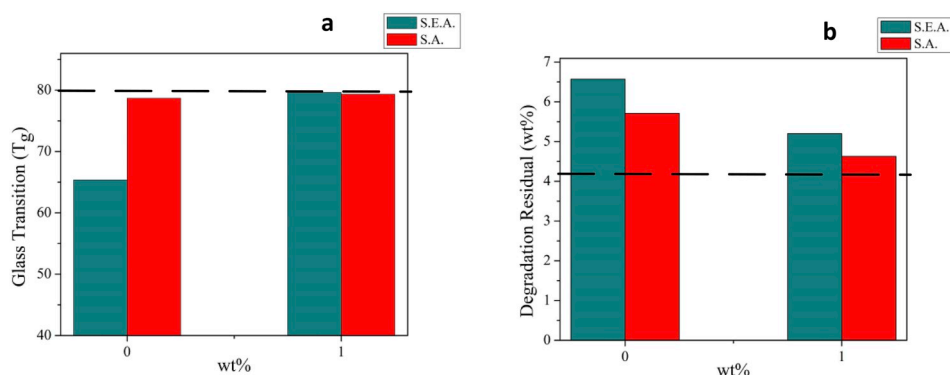 a
S.E.A.
S.A.
Glass Transition (Tg)
80
70
60
50
40
0
1
wt%
b
S.E.A.
S.A.
Degradation Residual (wt%)
7
6
5
4
3
2
1
0
0
1
wt%